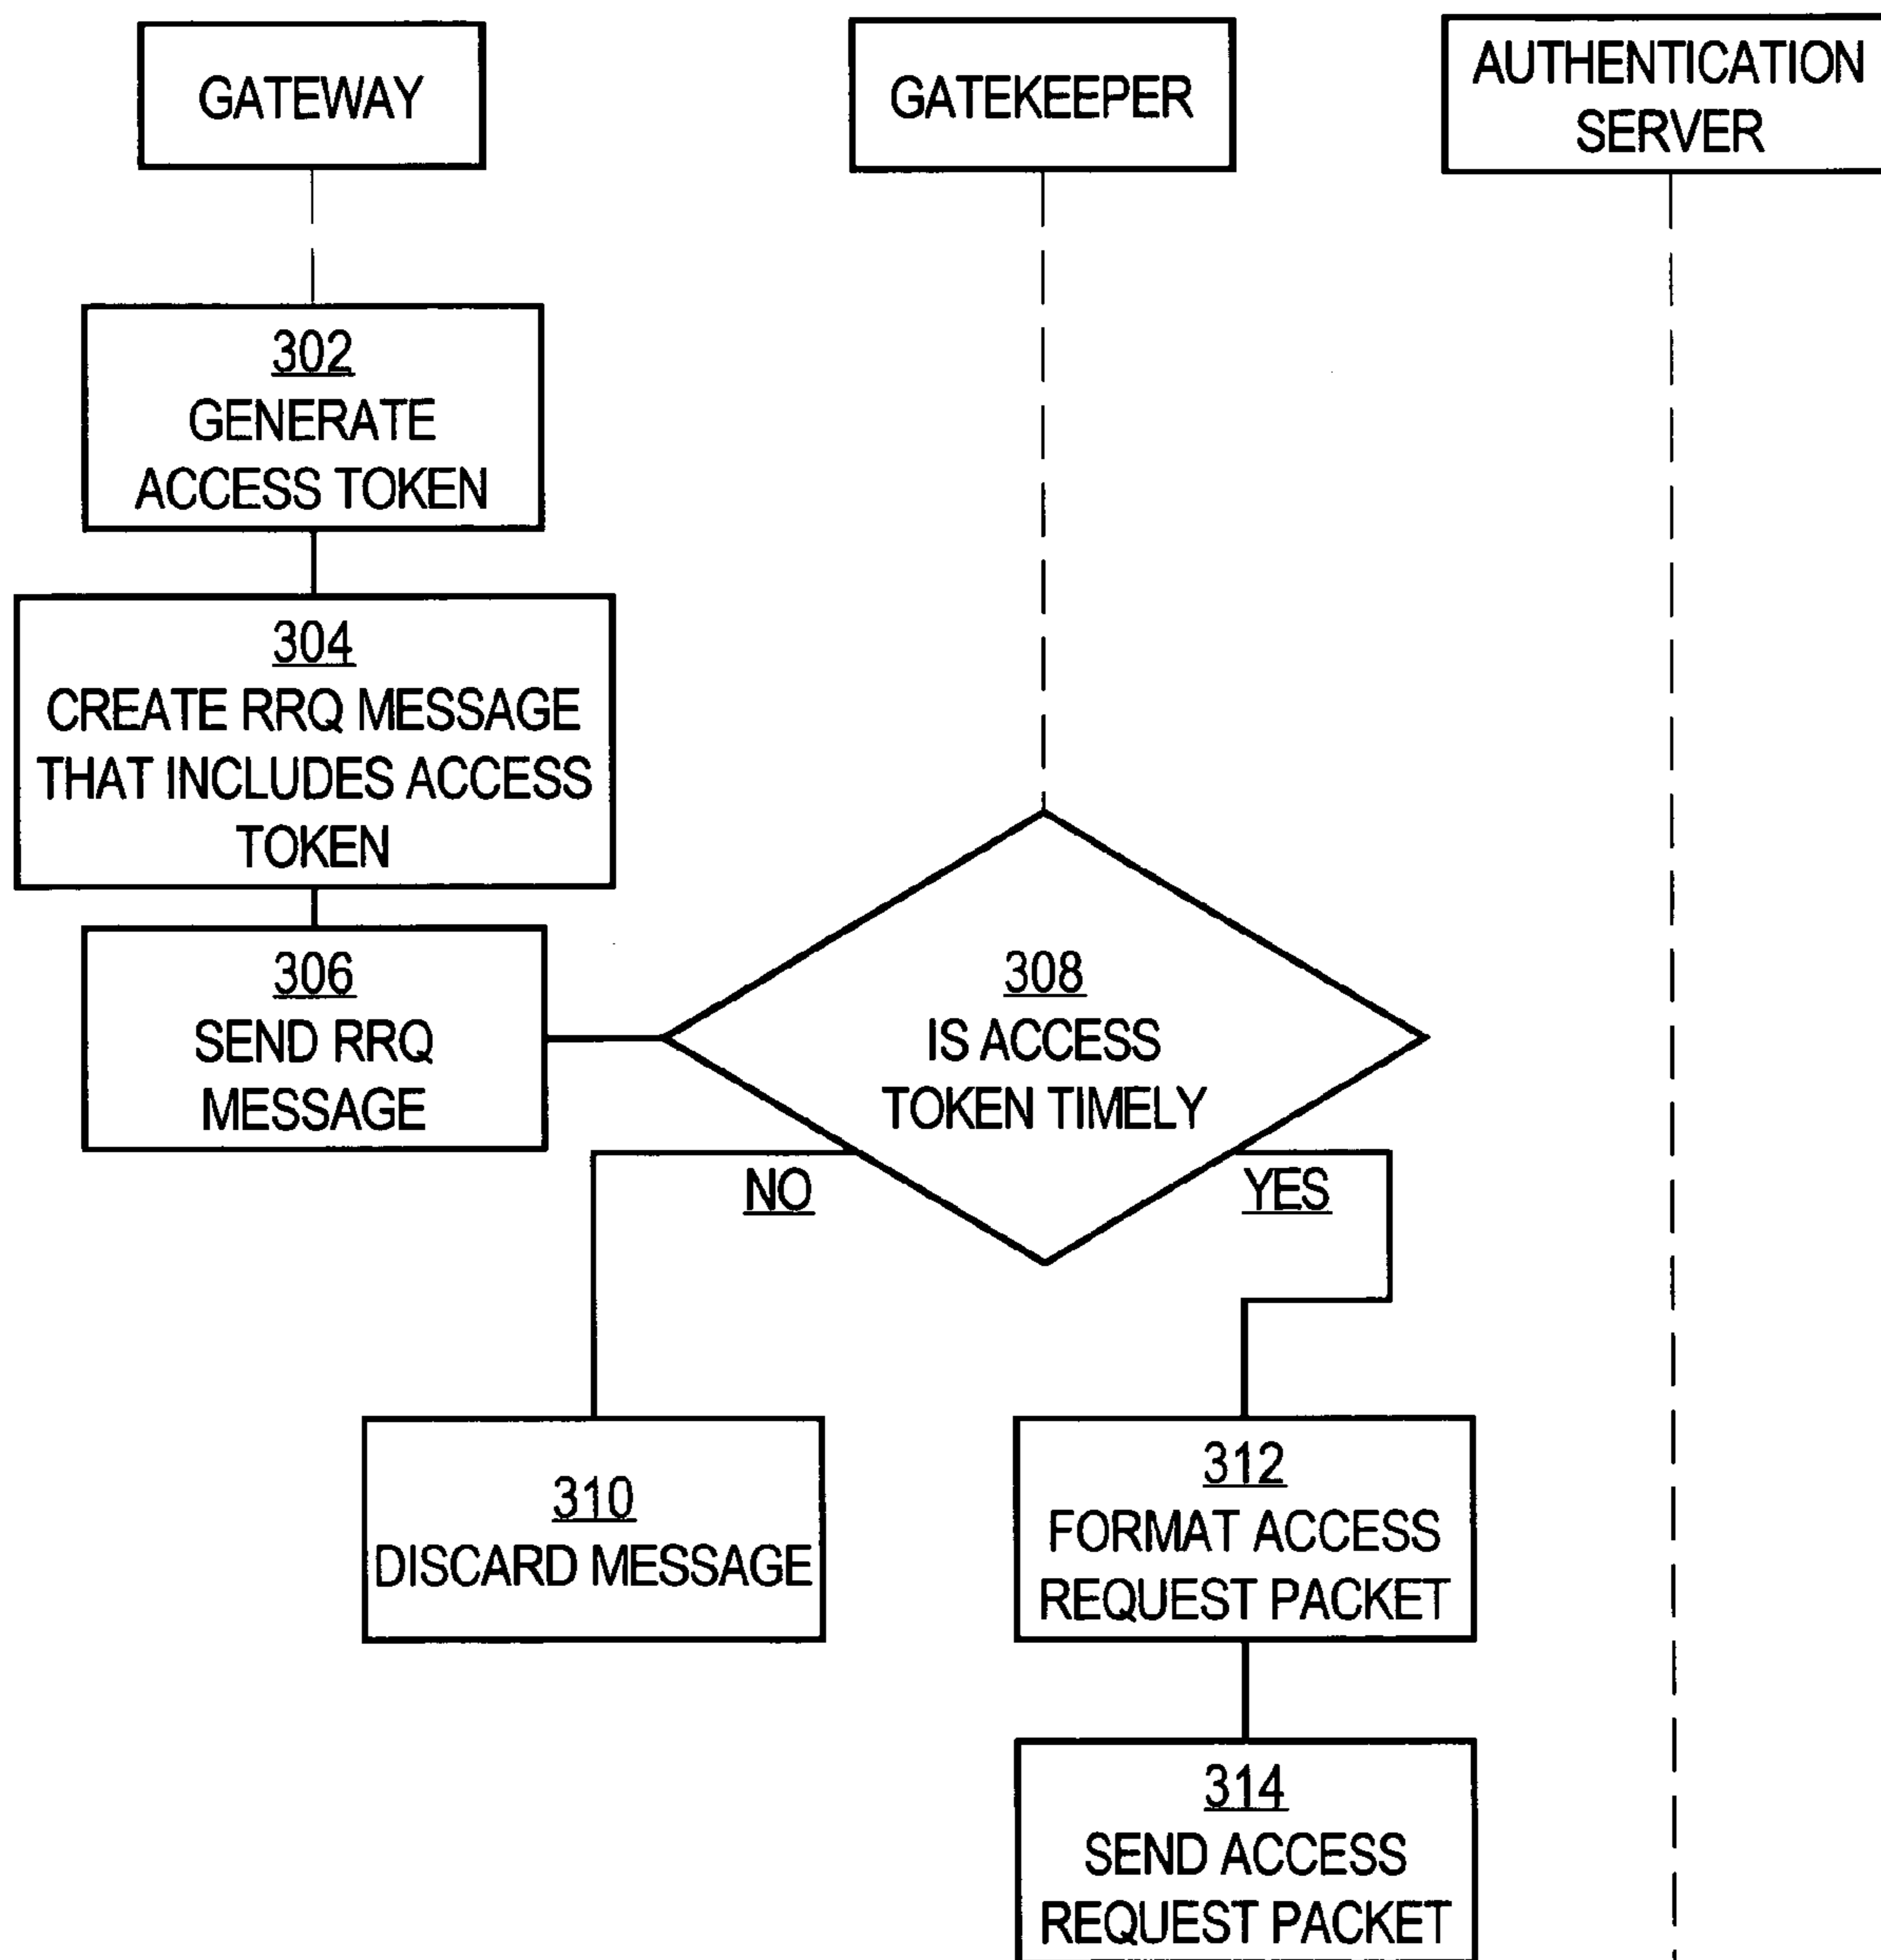 GATEWAY
GATEKEEPER
AUTHENTICATION
SERVER
302
GENERATE
ACCESS TOKEN
304
CREATE RRQ MESSAGE
THAT INCLUDES ACCESS
TOKEN
306
SEND RRQ
MESSAGE
308
IS ACCESS
TOKEN TIMELY
NO
YES
310
DISCARD MESSAGE
312
FORMAT ACCESS
REQUEST PACKET
314
SEND ACCESS
REQUEST PACKET